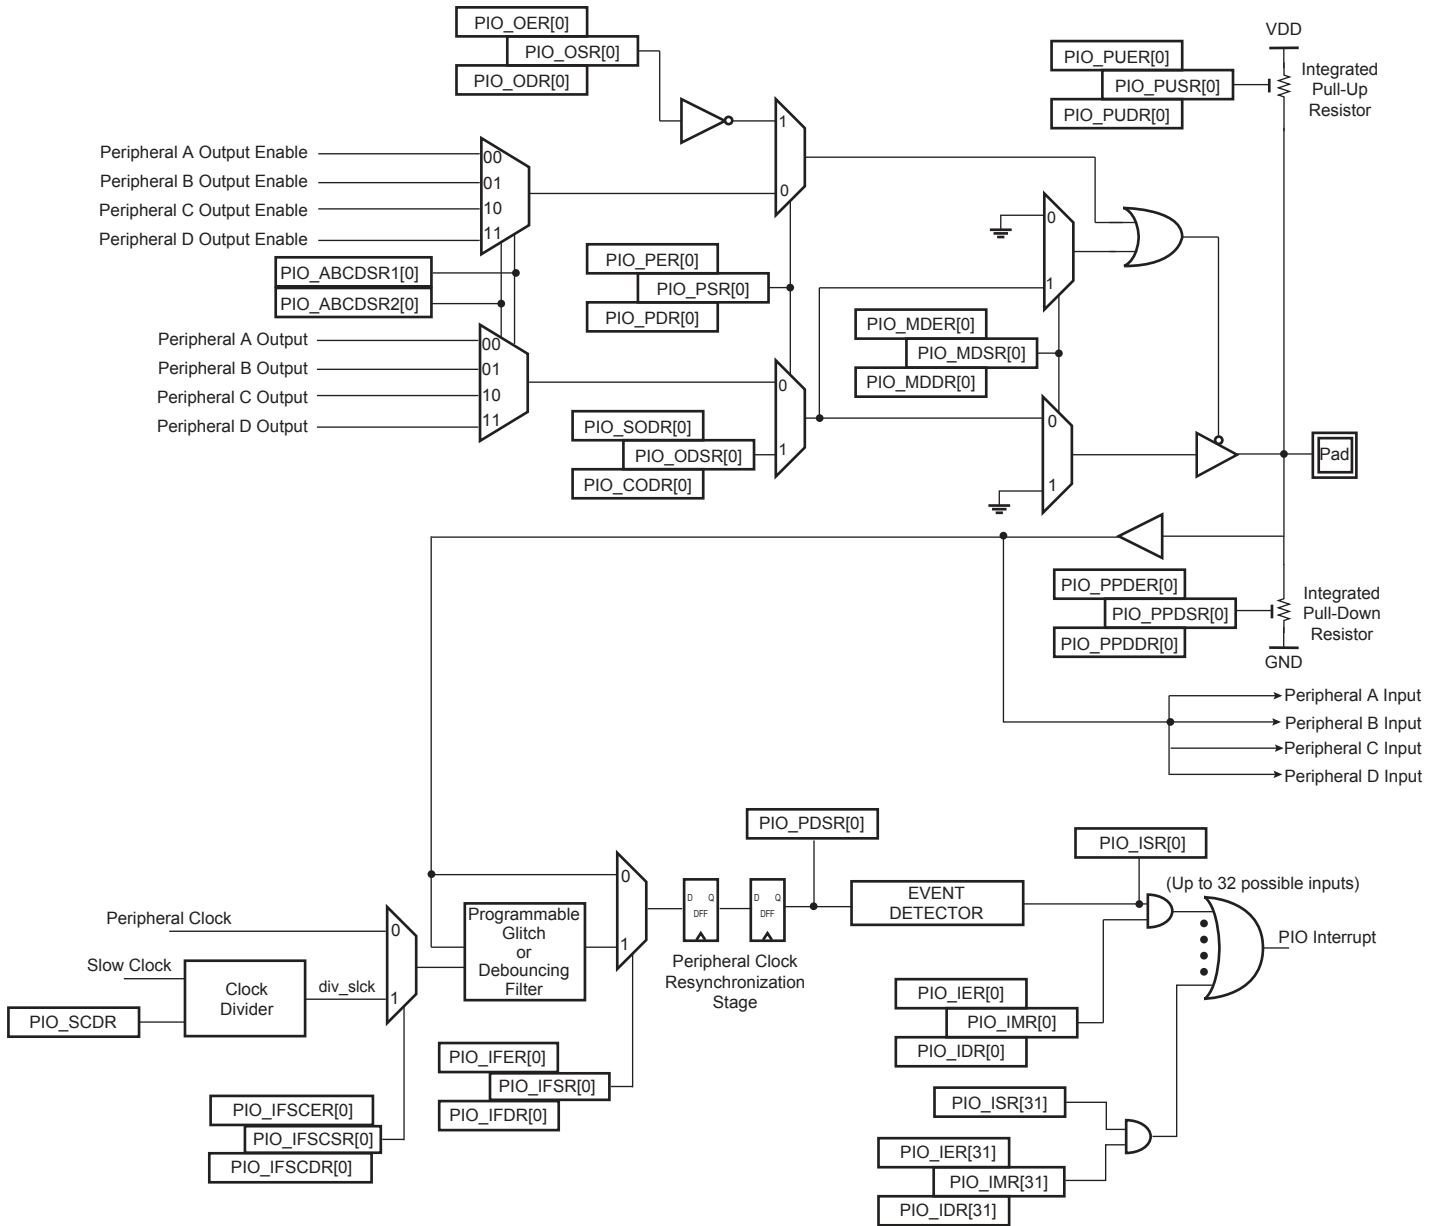 PIO_OER[0]
PIO_OSR[0]
PIO_ODR[0]
VDD
PIO_PUER[0]
PIO_PUSR[0]
PIO_PUDR[0]
Integrated
Pull-Up
Resistor
1
0
Peripheral A Output Enable
Peripheral B Output Enable
Peripheral C Output Enable
Peripheral D Output Enable
00
01
10
11
PIO_ABCDSR1[0]
PIO_ABCDSR2[0]
PIO_PER[0]
PIO_PSR[0]
PIO_PDR[0]
0
1
PIO_MDER[0]
PIO_MDSR[0]
PIO_MDDR[0]
Peripheral A Output
Peripheral B Output
Peripheral C Output
Peripheral D Output
00
01
10
11
0
1
PIO_SODR[0]
PIO_ODSR[0]
PIO_CODR[0]
0
1
Pad
PIO_PPDER[0]
PIO_PPDSR[0]
PIO_PPDDR[0]
Integrated
Pull-Down
Resistor
GND
Peripheral A Input
Peripheral B Input
Peripheral C Input
Peripheral D Input
PIO_PDSR[0]
PIO_ISR[0]
(Up to 32 possible inputs)
0
1
D Q
DFF
D Q
DFF
EVENT
DETECTOR
Peripheral Clock
Resynchronization
Stage
PIO Interrupt
Peripheral Clock
Slow Clock
PIO_SCDR
Clock
Divider
div_slck
0
1
Programmable
Glitch
or
Debouncing
Filter
PIO_IER[0]
PIO_IMR[0]
PIO_IDR[0]
PIO_IFER[0]
PIO_IFSR[0]
PIO_IFDR[0]
PIO_IFSCER[0]
PIO_IFSCSR[0]
PIO_IFSCDR[0]
PIO_ISR[31]
PIO_IER[31]
PIO_IMR[31]
PIO_IDR[31]